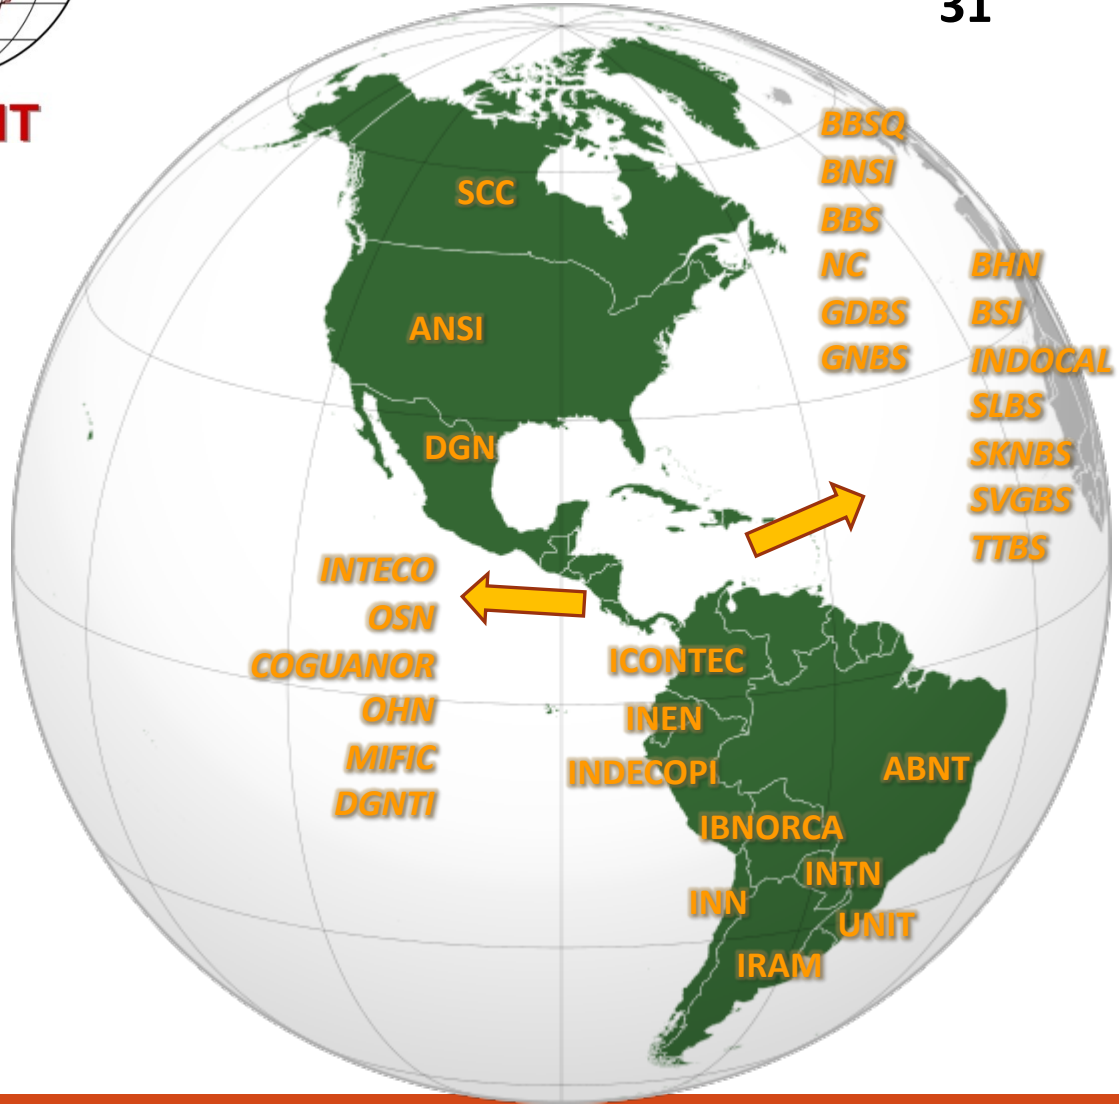 31
IT
BBSQ
BNSI
BBS
NC
GDBS
GNBS
BHN
BSJ
INDOCAL
SLBS
SKNBS
SVGBS
TTBS
SCC
ANSI
DGN
INTECO
OSN
COGUANOR
OHN
MIFIC
DGNTI
ICONTEC
INEN
INDECOPI
ABNT
IBNORCA
INTN
INN
UNIT
IRAM